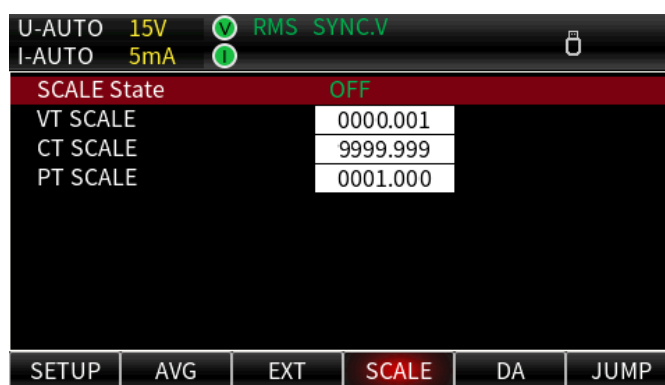 U-AUTO 15V V RMS SYNC.V
I-AUTO 5mA I
SCALE State OFF
VT SCALE 0000.001
CT SCALE 9999.999
PT SCALE 0001.000
SETUP AVG EXT SCALE DA JUMP